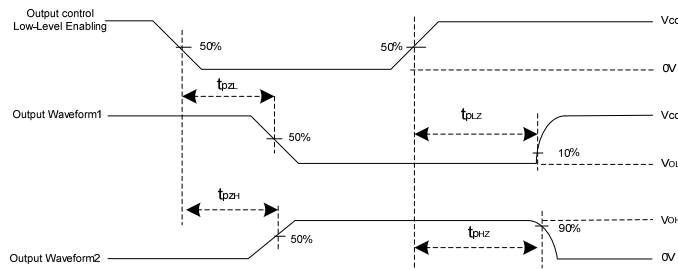 Output control
Low-Level Enabling
50%
50%
Vcc
0V
tPZL
Output Waveform1
50%
tPLZ
10%
Vcc
VOL
tPZH
50%
tPHZ
90%
VOH
Output Waveform2
0V